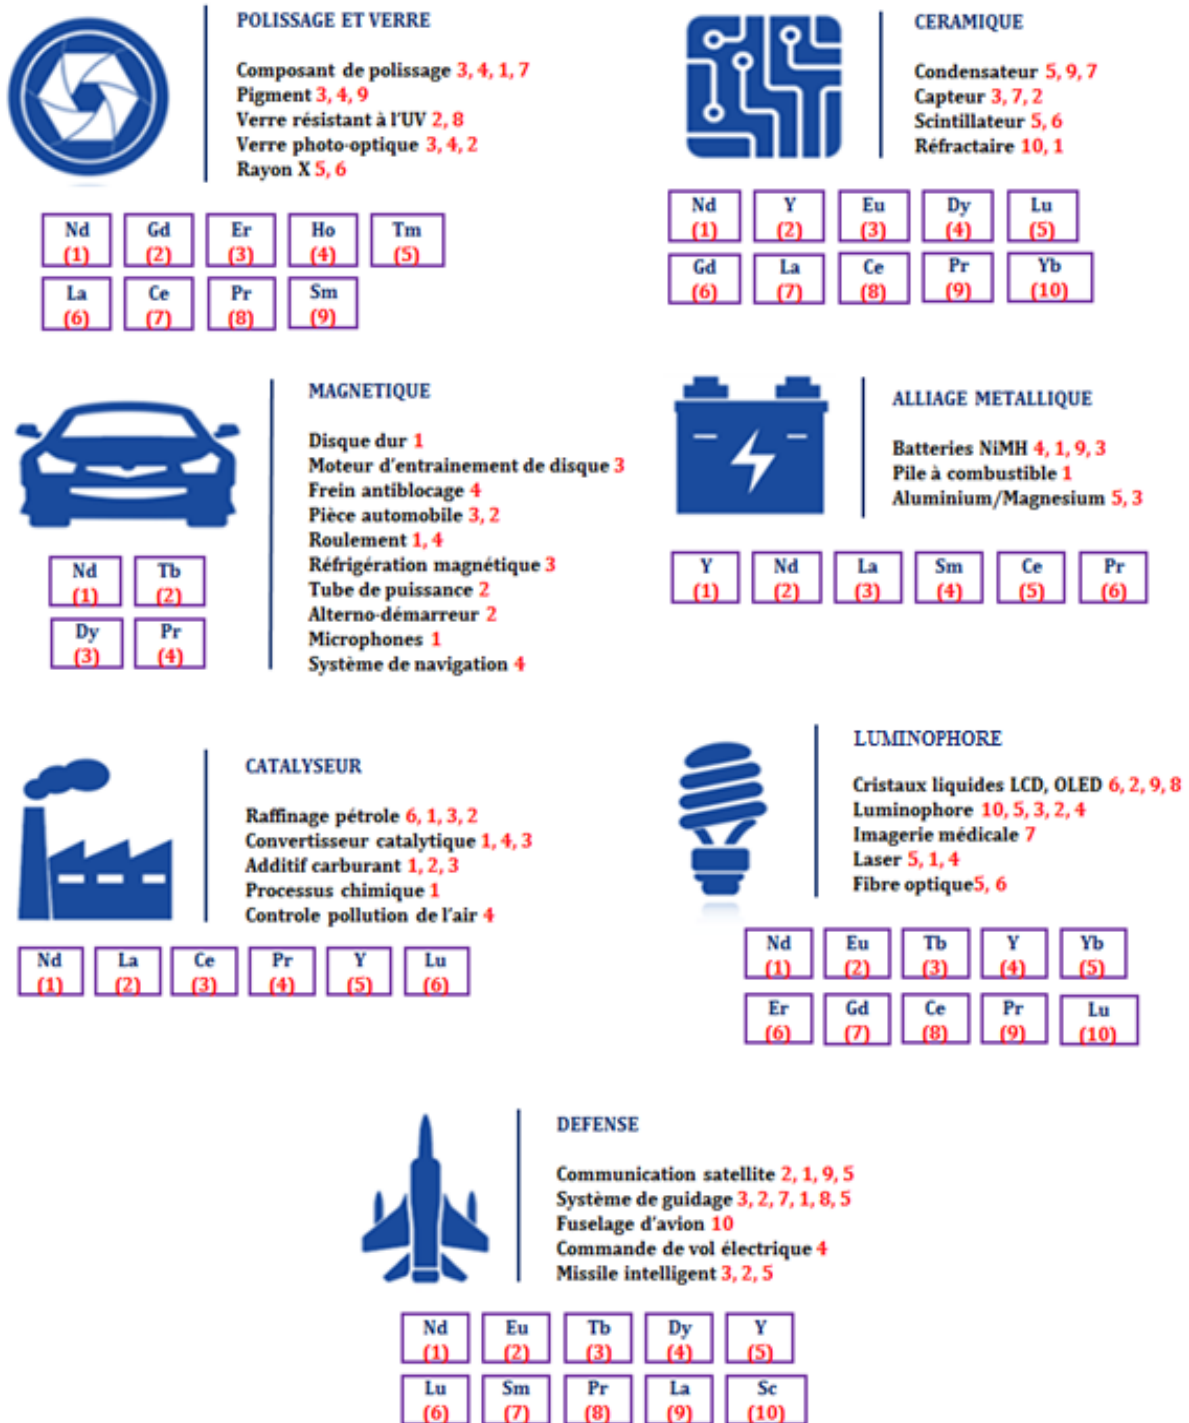 POLISSAGE ET VERRE
Composant de polissage 3, 4, 1, 7
Pigment 3, 4, 9
Verre résistant à l'UV 2, 8
Verre photo-optique 3, 4, 2
Rayon X 5, 6
Nd Gd Er Ho Tm
(1) (2) (3) (4) (5)
La Ce Pr Sm
(6) (7) (8) (9)
CERAMIQUE
Condensateur 5, 9, 7
Capteur 3, 7, 2
Scintillateur 5, 6
Réfractaire 10, 1
Nd Y Eu Dy Lu
(1) (2) (3) (4) (5)
Gd La Ce Pr Yb
(6) (7) (8) (9) (10)
MAGNETIQUE
Disque dur 1
Moteur d'entrainement de disque 3
Frein antiblocage 4
Pièce automobile 3, 2
Roulement 1, 4
Réfrigération magnétique 3
Tube de puissance 2
Alterno-démarreur 2
Microphones 1
Système de navigation 4
Nd Tb
(1) (2)
Dy Pr
(3) (4)
ALLIAGE METALLIQUE
Batteries NiMH 4, 1, 9, 3
Pile à combustible 1
Aluminium/Magnesium 5, 3
Y Nd La Sm Ce Pr
(1) (2) (3) (4) (5) (6)
CATALYSEUR
Raffinage pétrole 6, 1, 3, 2
Convertisseur catalytique 1, 4, 3
Additif carburant 1, 2, 3
Processus chimique 1
Controle pollution de l'air 4
Nd La Ce Pr Y Lu
(1) (2) (3) (4) (5) (6)
LUMINOPHORE
Cristaux liquides LCD, OLED 6, 2, 9, 8
Luminophore 10, 5, 3, 2, 4
Imagerie médicale 7
Laser 5, 1, 4
Fibre optique5, 6
Nd Eu Tb Y Yb
(1) (2) (3) (4) (5)
Er Gd Ce Pr Lu
(6) (7) (8) (9) (10)
DEFENSE
Communication satellite 2, 1, 9, 5
Système de guidage 3, 2, 7, 1, 8, 5
Fuselage d'avion 10
Commande de vol électrique 4
Missile intelligent 3, 2, 5
Nd Eu Tb Dy Y
(1) (2) (3) (4) (5)
Lu Sm Pr La Sc
(6) (7) (8) (9) (10)